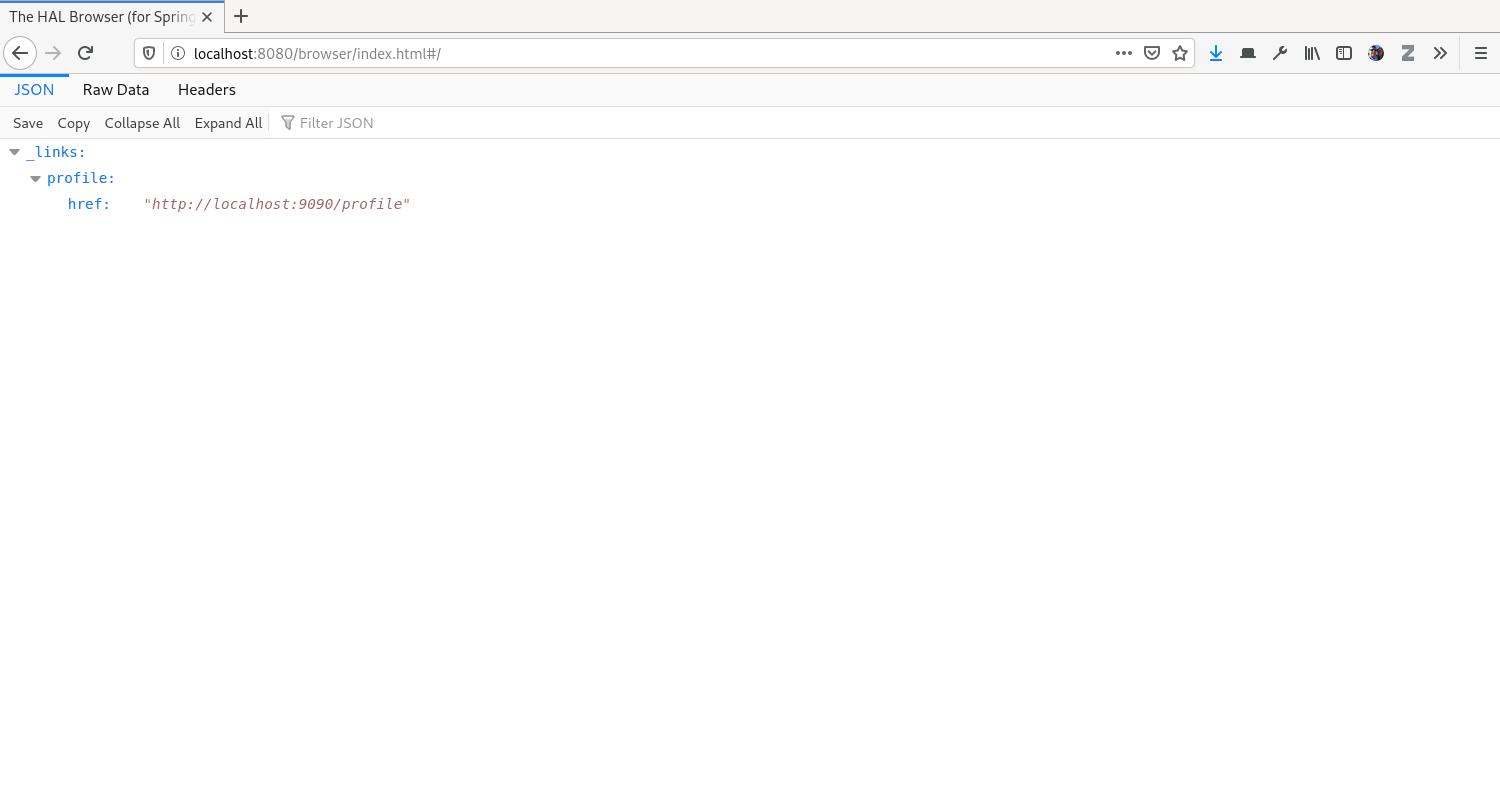 The HAL Browser (for Spring
localhost:8080/browser/index.html#/
JSON Raw Data Headers
Save Copy Collapse All Expand All Filter JSON
_links:
profile:
href: "http://localhost:9090/profile"